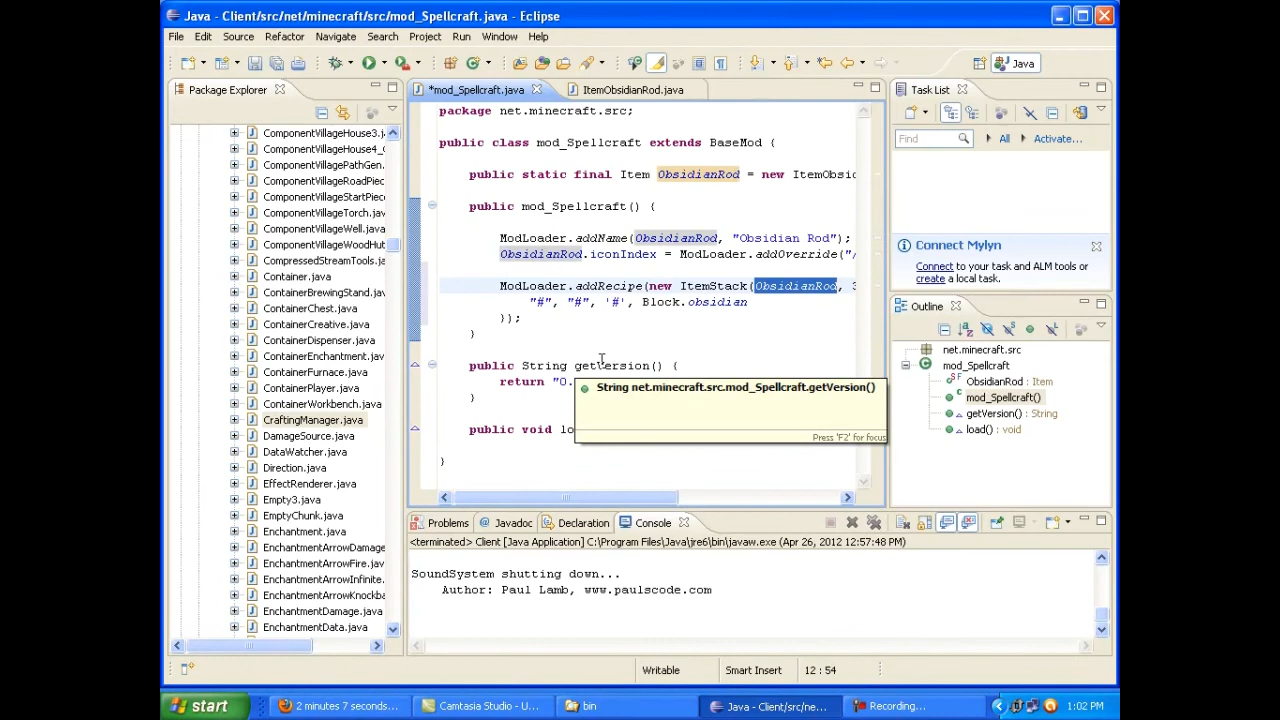 Java - Client/src/net/minecraft/src/mod_Spellcraft.java - Eclipse
File Edit Source Refactor Navigate Search Project Run Window Help
Java
Package Explorer
ComponentVillageHouse3.j
ComponentVillageHouse4_
ComponentVillagePathGen.
ComponentVillageRoadPiec
ComponentVillageStartPiec
ComponentVillageTorch.jav
ComponentVillageWell.java
ComponentVillageWoodHut
CompressedStreamTools.j
Container.java
ContainerBrewingStand.jav
ContainerChest.java
ContainerCreative.java
ContainerDispenser.java
ContainerEnchantment.java
ContainerFurnace.java
ContainerPlayer.java
ContainerWorkbench.java
CraftingManager.java
DamageSource.java
DataWatcher.java
Direction.java
EffectRenderer.java
Empty3.java
EmptyChunk.java
Enchantment.java
EnchantmentArrowDamage
EnchantmentArrowFire.jav
EnchantmentArrowInfinite.
EnchantmentArrowKnockba
EnchantmentDamage.java
EnchantmentData.java
*mod_Spellcraft.java ItemObsidianRod.java
package net.minecraft.src;
public class mod_Spellcraft extends BaseMod {
public static final Item ObsidianRod = new ItemObsid
public mod_Spellcraft() {
ModLoader.addName(ObsidianRod, "Obsidian Rod");
ObsidianRod.iconIndex = ModLoader.addOverride("/
ModLoader.addRecipe(new ItemStack(ObsidianRod, 3
"#", "#", '#', Block.obsidian
});
}
public String getVersion() {
return "0.
}
public void lo
}
String net.minecraft.src.mod_Spellcraft.getVersion()
Press 'F2' for focus
Task List
Find All Activate...
Connect Mylyn
Connect to your task and ALM tools or
create a local task.
Outline
net.minecraft.src
mod_Spellcraft
ObsidianRod : Item
mod_Spellcraft()
getVersion() : String
load() : void
Problems Javadoc Declaration Console
<terminated> Client [Java Application] C:\Program Files\Java\jre6\bin\javaw.exe (Apr 26, 2012 12:57:48 PM)
SoundSystem shutting down...
Author: Paul Lamb, www.paulscode.com
Writable Smart Insert 12 : 54
start 2 minutes 7 seconds... Camtasia Studio - U... bin Java - Client/src/ne... Recording... 1:02 PM